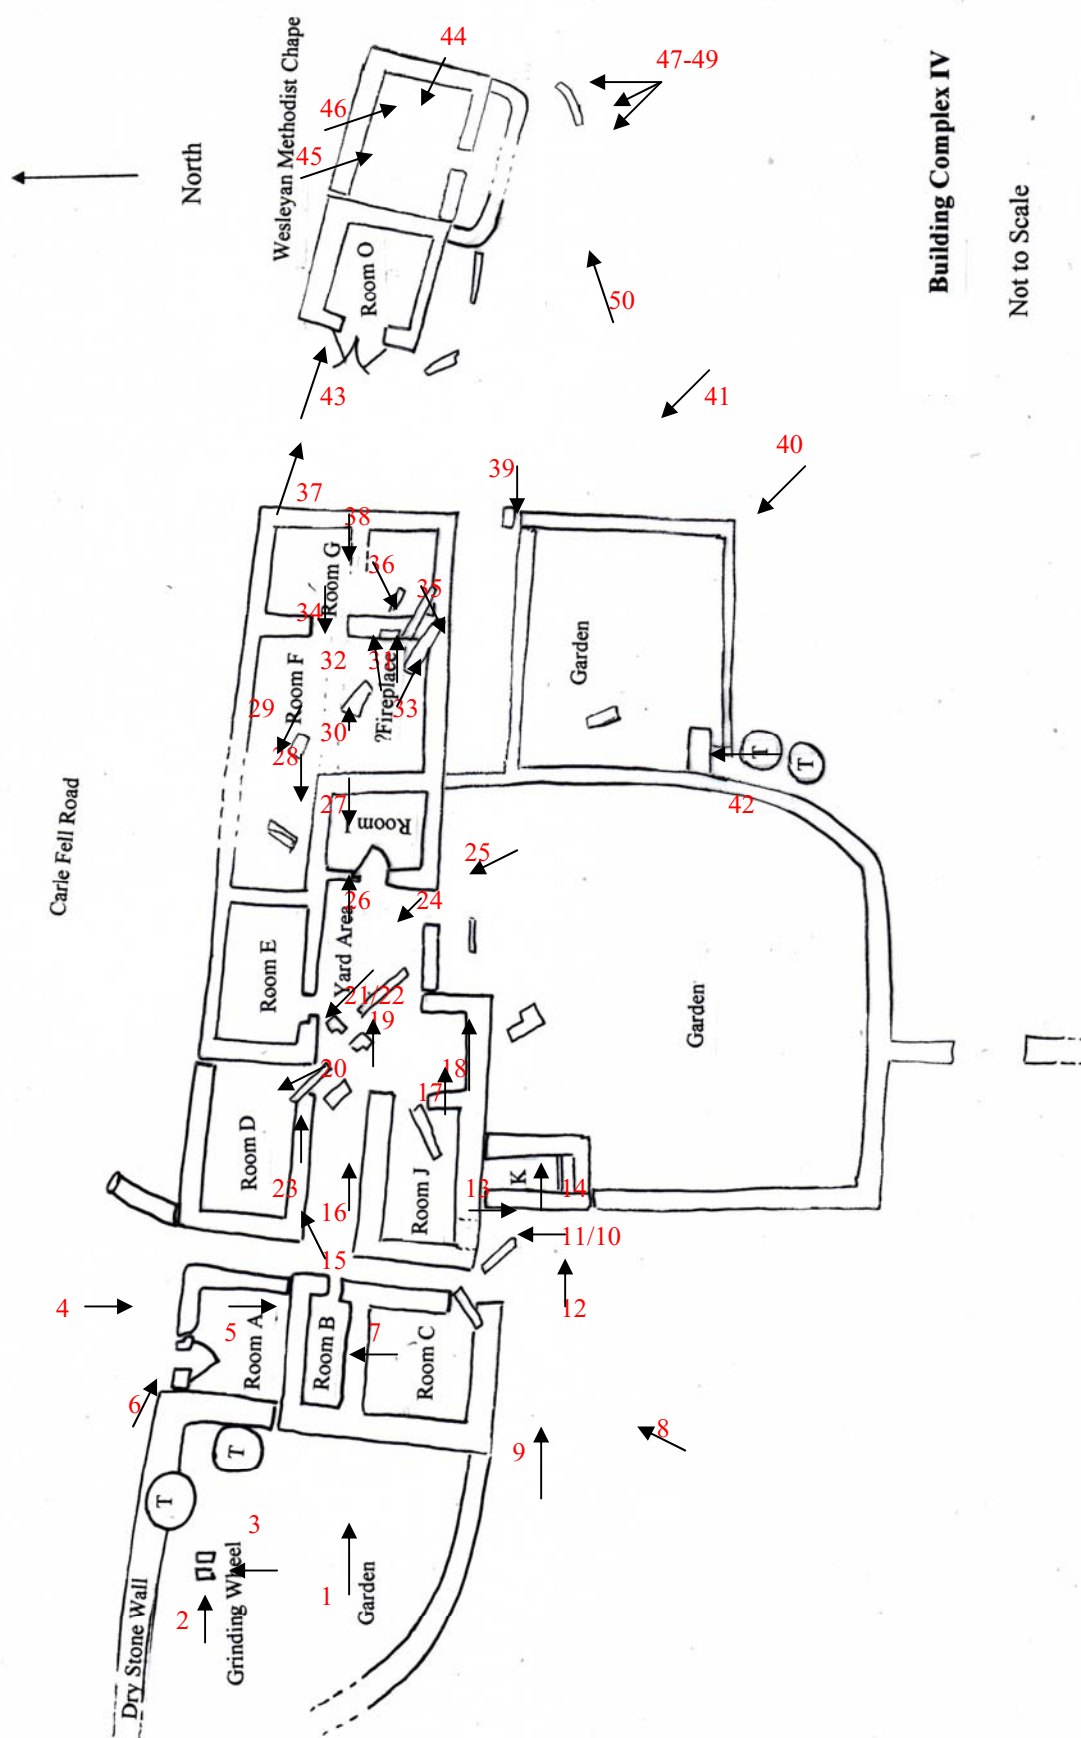 44
47-49
Wesleyan Methodist Chape
46
45
North
Building Complex IV
Not to Scale
Room O
50
43
41
40
39
37
38
36
35
Room G
34
32
31
Room F
?Fireplace
33
29
30
28
Garden
T
T
42
27
Room I
Carle Fell Road
25
26
24
Yard Area
Room E
21/22
19
Garden
20
18
17
Room D
23
Room J
K
13
14
16
15
11/10
12
4
5
Room A
Room B
7
Room C
6
8
9
T
T
3
Grinding Wheel
2
1
Garden
Dry Stone Wall